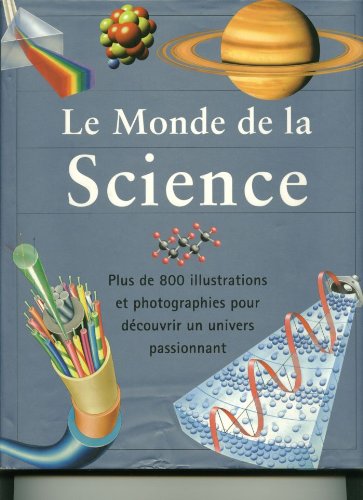 Le Monde de la
Science
Plus de 800 illustrations
et photographies pour
découvrir un univers
passionnant